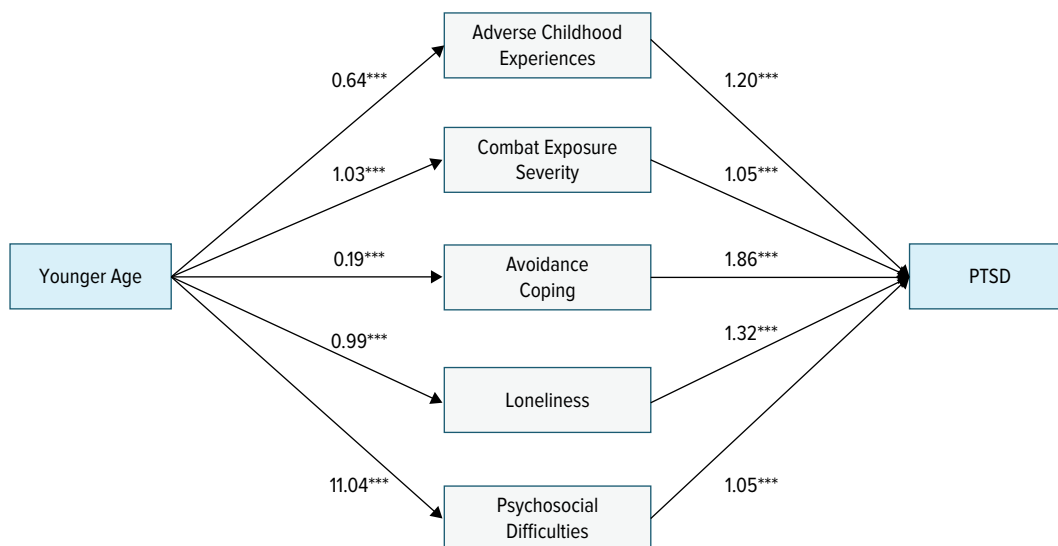 Adverse Childhood
Experiences
0.64***
1.20***
Combat Exposure
Severity
1.03***
1.05***
Younger Age
0.19***
Avoidance
Coping
1.86***
PTSD
0.99***
Loneliness
1.32***
11.04***
Psychosocial
Difficulties
1.05***